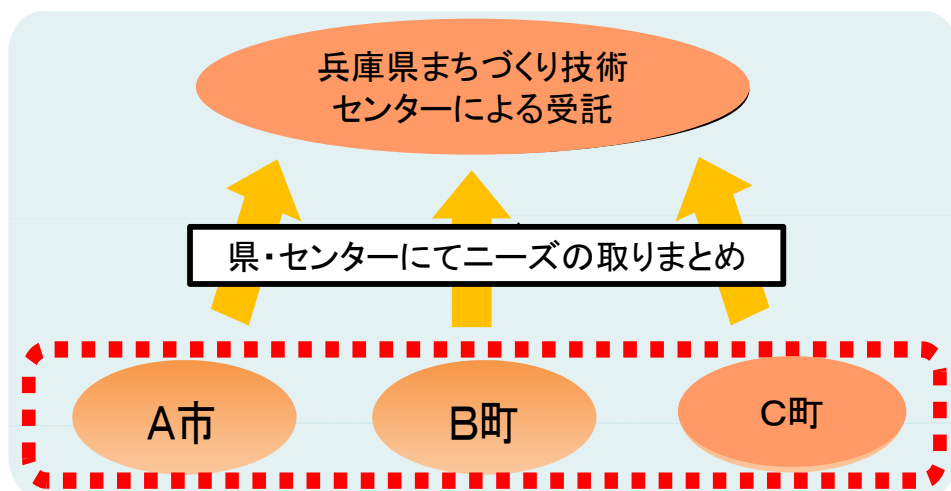 兵庫県まちづくり技術
センターによる受託
県・センターにてニーズの取りまとめ
A市
B町
C町